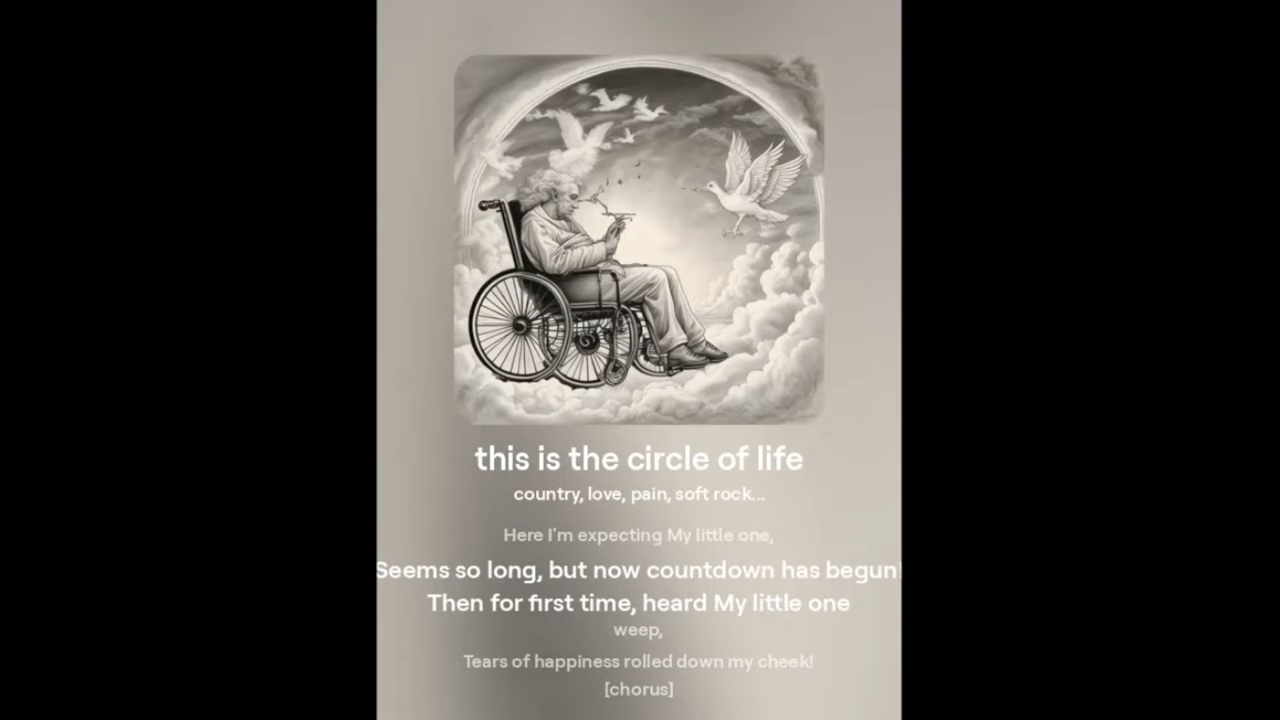 this is the circle of life
country, love, pain, soft rock...
Here I'm expecting My little one,
Seems so long, but now countdown has begun!
Then for first time, heard My little one
weep,
Tears of happiness rolled down my cheek!
[chorus]